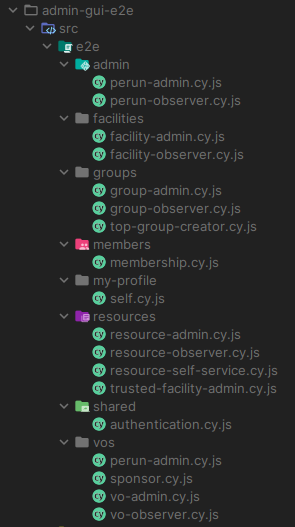 admin-gui-e2e
src
e2e
admin
perun-admin.cy.js
perun-observer.cy.js
facilities
facility-admin.cy.js
facility-observer.cy.js
groups
group-admin.cy.js
group-observer.cy.js
top-group-creator.cy.js
members
membership.cy.js
my-profile
self.cy.js
resources
resource-admin.cy.js
resource-observer.cy.js
resource-self-service.cy.js
trusted-facility-admin.cy.js
shared
authentication.cy.js
vos
perun-admin.cy.js
sponsor.cy.js
vo-admin.cy.js
vo-observer.cy.js